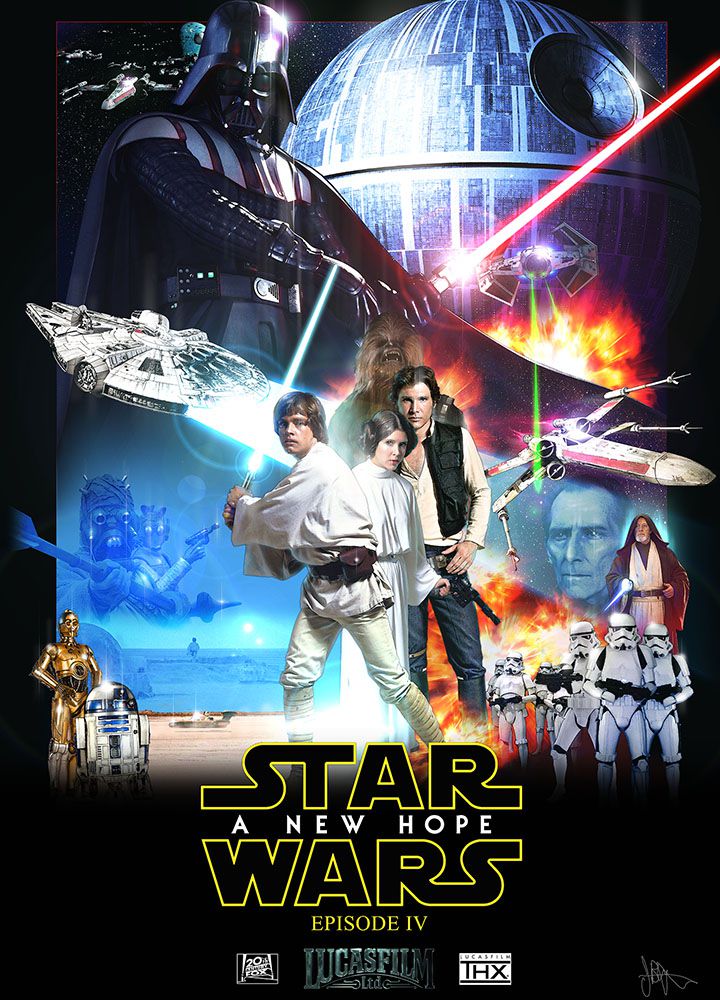 STAR
A NEW HOPE
WARS
EPISODE IV
20th
CENTURY
FOX
LUCASFILM
Ltd.
LUCASFILM
THX